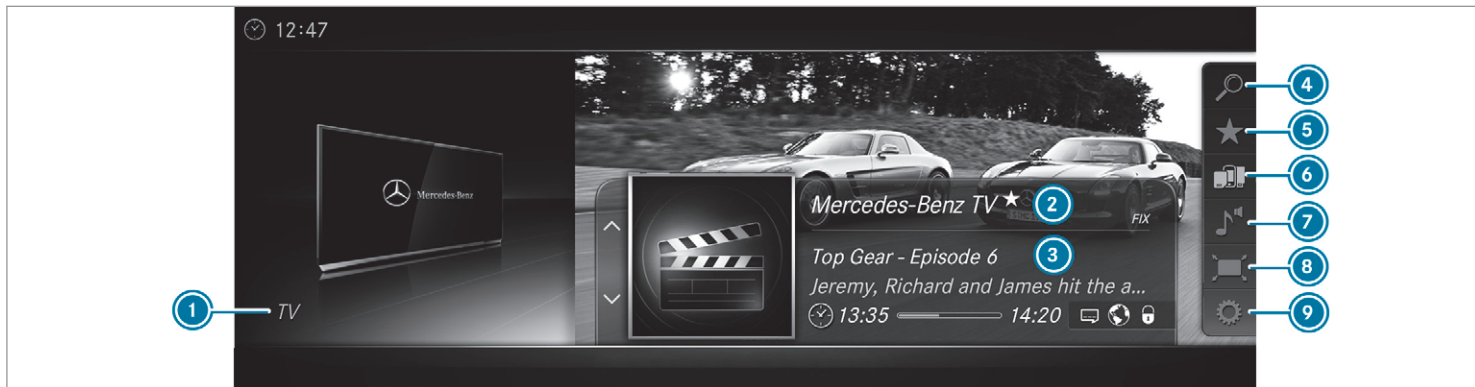 12:47
Mercedes-Benz
Mercedes-Benz TV
FIX
Top Gear - Episode 6
Jeremy, Richard and James hit the a...
13:35
14:20
TV
1
2
3
4
5
6
7
8
9